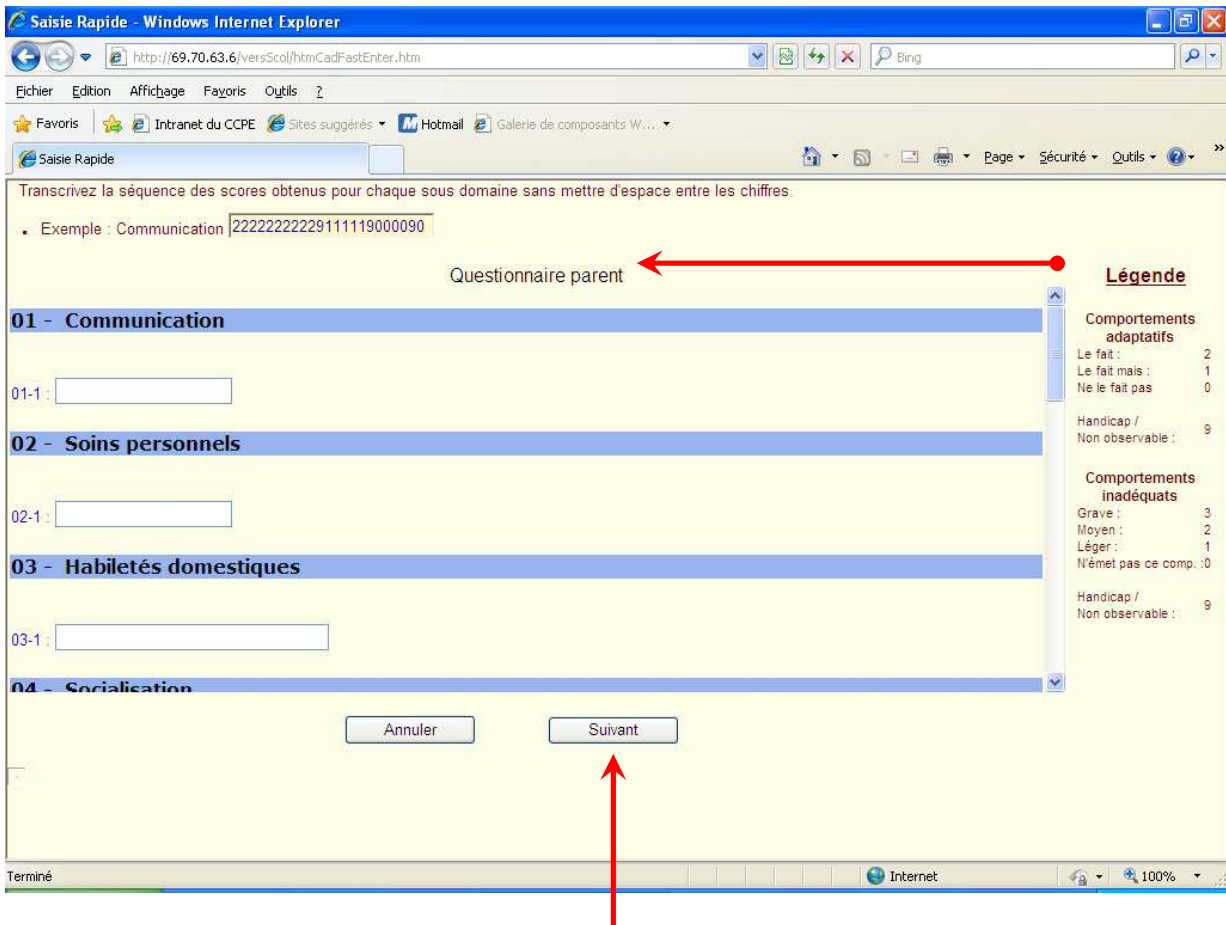 Saisie Rapide - Windows Internet Explorer
http://69.70.63.6/versScol/htmCadFastEnter.htm
Bing
Fichier Edition Affichage Favoris Outils ?
Favoris Intranet du CCPE Sites suggérés Hotmail Galerie de composants W...
Saisie Rapide Page Sécurité Outils »
Transcrivez la séquence des scores obtenus pour chaque sous domaine sans mettre d'espace entre les chiffres.
Exemple : Communication 22222222229111119000090
Questionnaire parent
01 - Communication
01-1 :
02 - Soins personnels
02-1 :
03 - Habiletés domestiques
03-1 :
04 - Socialisation
Légende
Comportements
adaptatifs
Le fait : 2
Le fait mais : 1
Ne le fait pas 0
Handicap /
Non observable : 9
Comportements
inadéquats
Grave : 3
Moyen : 2
Léger : 1
N'émet pas ce comp. :0
Handicap /
Non observable : 9
Annuler Suivant
Terminé Internet 100%